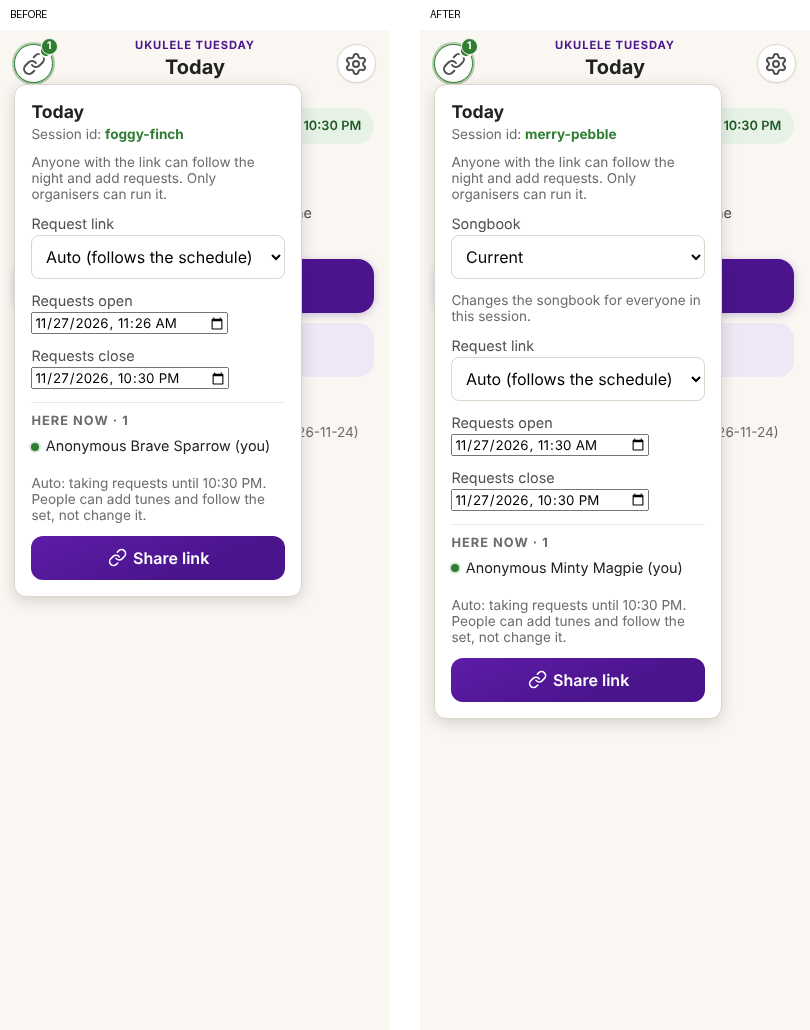 BEFORE
1
UKULELE TUESDAY
Today
Today
Session id: foggy-finch
10:30 PM
Anyone with the link can follow the
night and add requests. Only
organisers can run it.
Request link
Auto (follows the schedule)
Requests open
11/27/2026, 11:26 AM
Requests close
11/27/2026, 10:30 PM
HERE NOW · 1
26-11-24)
Anonymous Brave Sparrow (you)
Auto: taking requests until 10:30 PM.
People can add tunes and follow the
set, not change it.
Share link
AFTER
1
UKULELE TUESDAY
Today
Today
Session id: merry-pebble
10:30 PM
Anyone with the link can follow the
night and add requests. Only
organisers can run it.
Songbook
Current
Changes the songbook for everyone in
this session.
Request link
Auto (follows the schedule)
Requests open
11/27/2026, 11:30 AM
26-11-24)
Requests close
11/27/2026, 10:30 PM
HERE NOW · 1
Anonymous Minty Magpie (you)
Auto: taking requests until 10:30 PM.
People can add tunes and follow the
set, not change it.
Share link